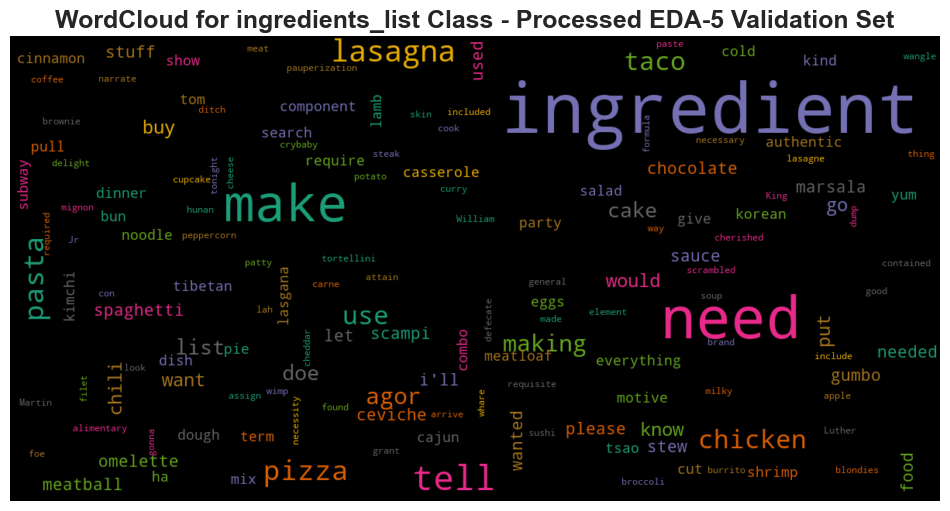 WordCloud for ingredients_list Class - Processed EDA-5 Validation Set
cinnamon stuff show meat lasagna used paste taco cold kind wangle
coffee narrate pauperization
brownie tom ditch component lamb skin included ingredient
pull buy search crybaby cook formula necessary authentic lasagne thing
delight require steak casserole chocolate
subway dinner cupcake tonight cheese potato curry salad King marsala yum
mignon bun hunan make William party cake give korean go dump
required Jr noodle peppercorn way cherished
pasta kimchi con tibetan patty tortellini sauce scrambled contained
spaghetti lah lasgana carne attain general would soup good
use eggs made element need
list pie let scampi defecate making brand put
look dish cheddar combo meatloaf everything include needed
chili filet want doe i'll requisite motive milky apple gumbo
Martin assign wimp necessity found agor arrive whare
alimentary gonna dough term ceviche cajun sushi wanted please know chicken Luther
foe grant tsao stew
omelette ha pizza cut burrito shrimp blondies food
meatball mix tell broccoli